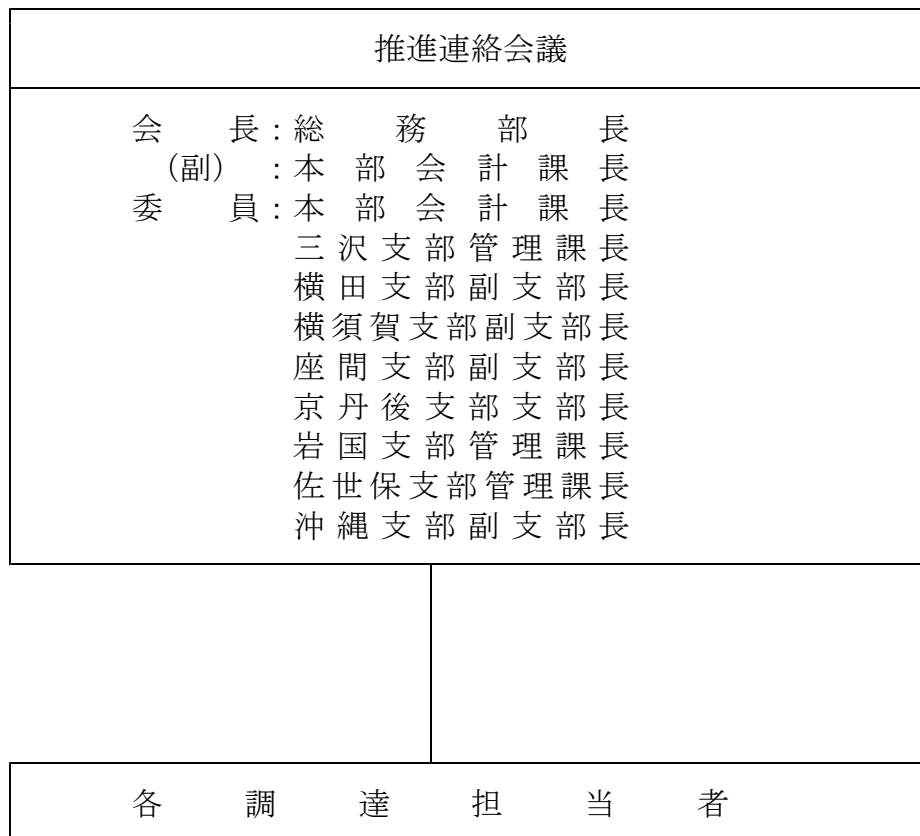 推進連絡会議
会長：総務部長
（副）：本部会計課長
委員：本部会計課長
三沢支部管理課長
横田支部副支部長
横須賀支部副支部長
座間支部副支部長
京丹後支部支部長
岩国支部管理課長
佐世保支部管理課長
沖縄支部副支部長
各調達担当者